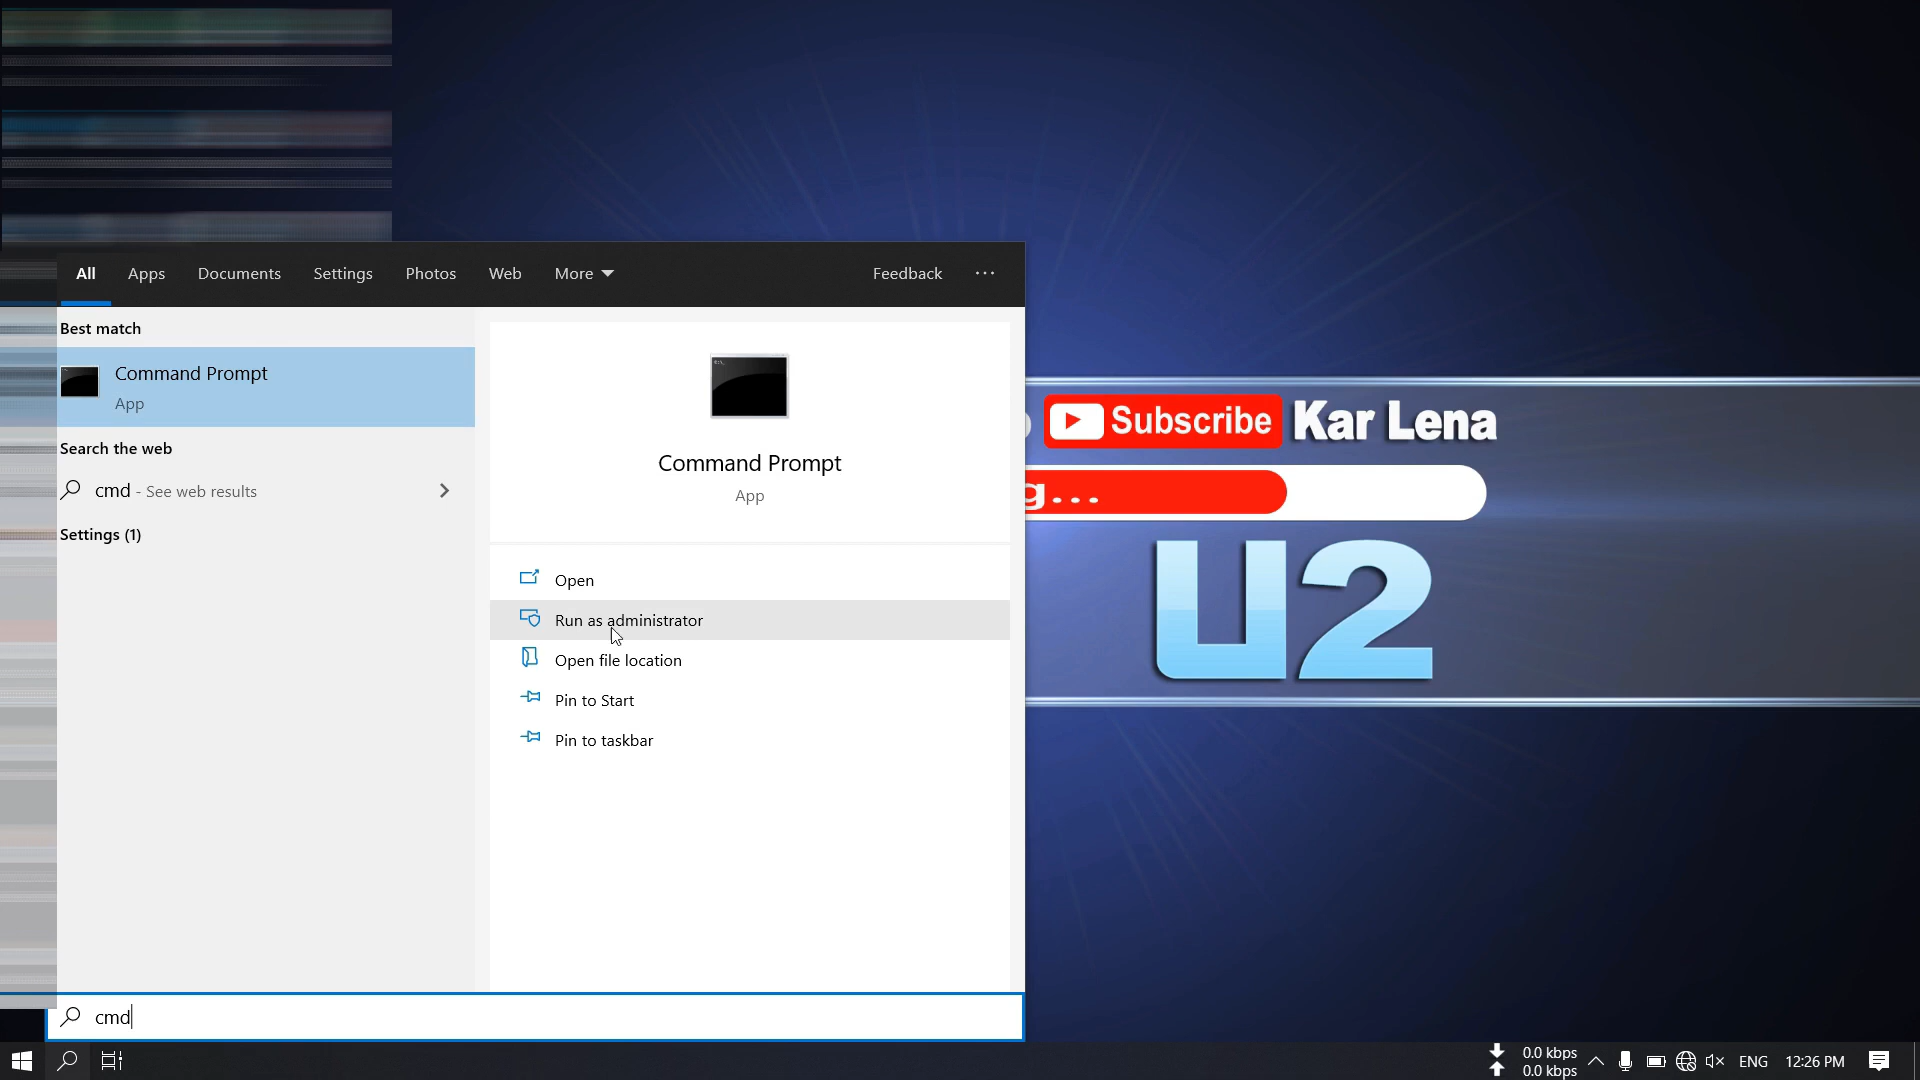 All Apps Documents Settings Photos Web More Feedback ...
Best match
Command Prompt
App
Search the web
cmd - See web results
Settings (1)
Command Prompt
App
Open
Run as administrator
Open file location
Pin to Start
Pin to taskbar
Subscribe Kar Lena
g...
U2
cmd
0.0 kbps
0.0 kbps
ENG 12:26 PM